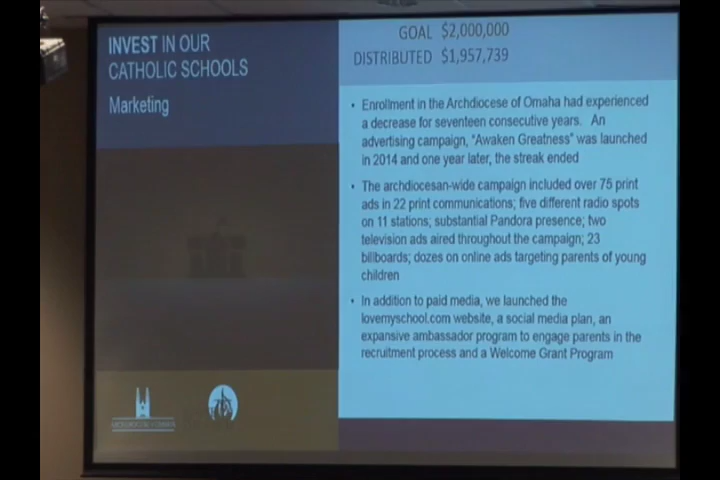 INVEST IN OUR
CATHOLIC SCHOOLS
Marketing
GOAL $2,000,000
DISTRIBUTED $1,957,739
• Enrollment in the Archdiocese of Omaha had experienced
a decrease for seventeen consecutive years. An
advertising campaign, "Awaken Greatness" was launched
in 2014 and one year later, the streak ended
• The archdiocesan-wide campaign included over 75 print
ads in 22 print communications; five different radio spots
on 11 stations; substantial Pandora presence; two
television ads aired throughout the campaign; 23
billboards; dozes on online ads targeting parents of young
children
• In addition to paid media, we launched the
lovemyschool.com website, a social media plan, an
expansive ambassador program to engage parents in the
recruitment process and a Welcome Grant Program